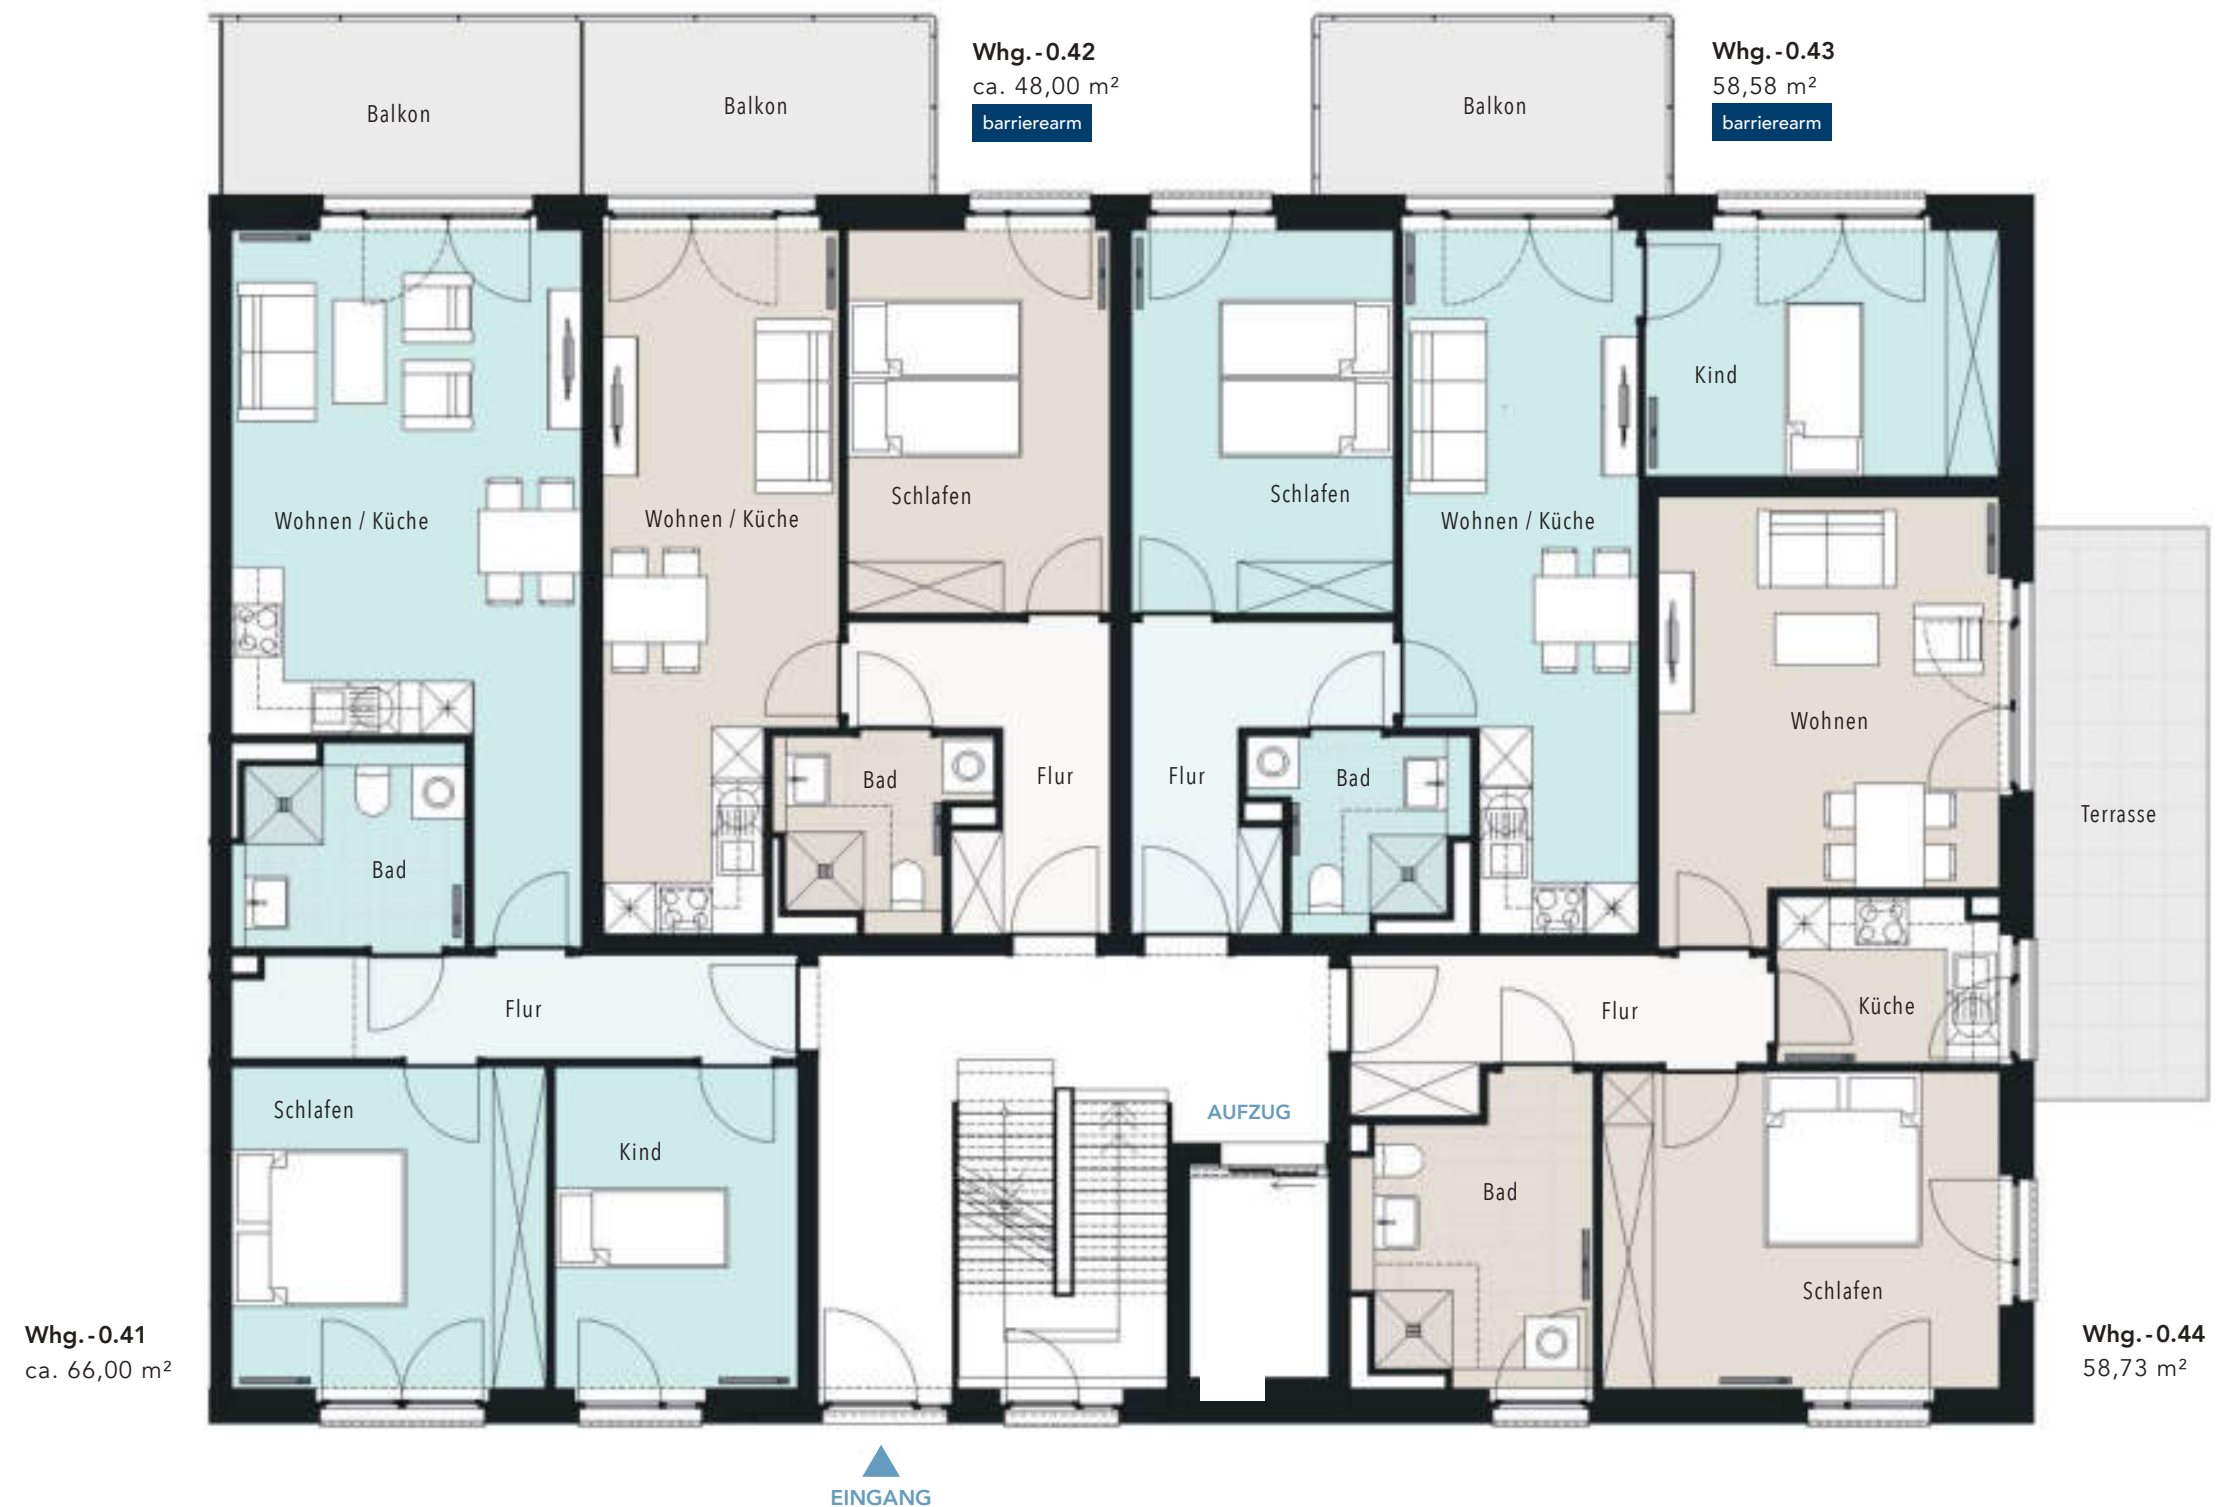 Whg.-0.42
ca. 48,00 m²
barrierearm
Whg.-0.43
58,58 m²
barrierearm
Balkon
Balkon
Balkon
Kind
Schlafen
Schlafen
Wohnen / Küche
Wohnen / Küche
Wohnen / Küche
Wohnen
Bad
Flur
Flur
Bad
Terrasse
Bad
Flur
Flur
Küche
Schlafen
AUFZUG
Kind
Bad
Schlafen
Whg.-0.41
ca. 66,00 m²
Whg.-0.44
58,73 m²
EINGANG